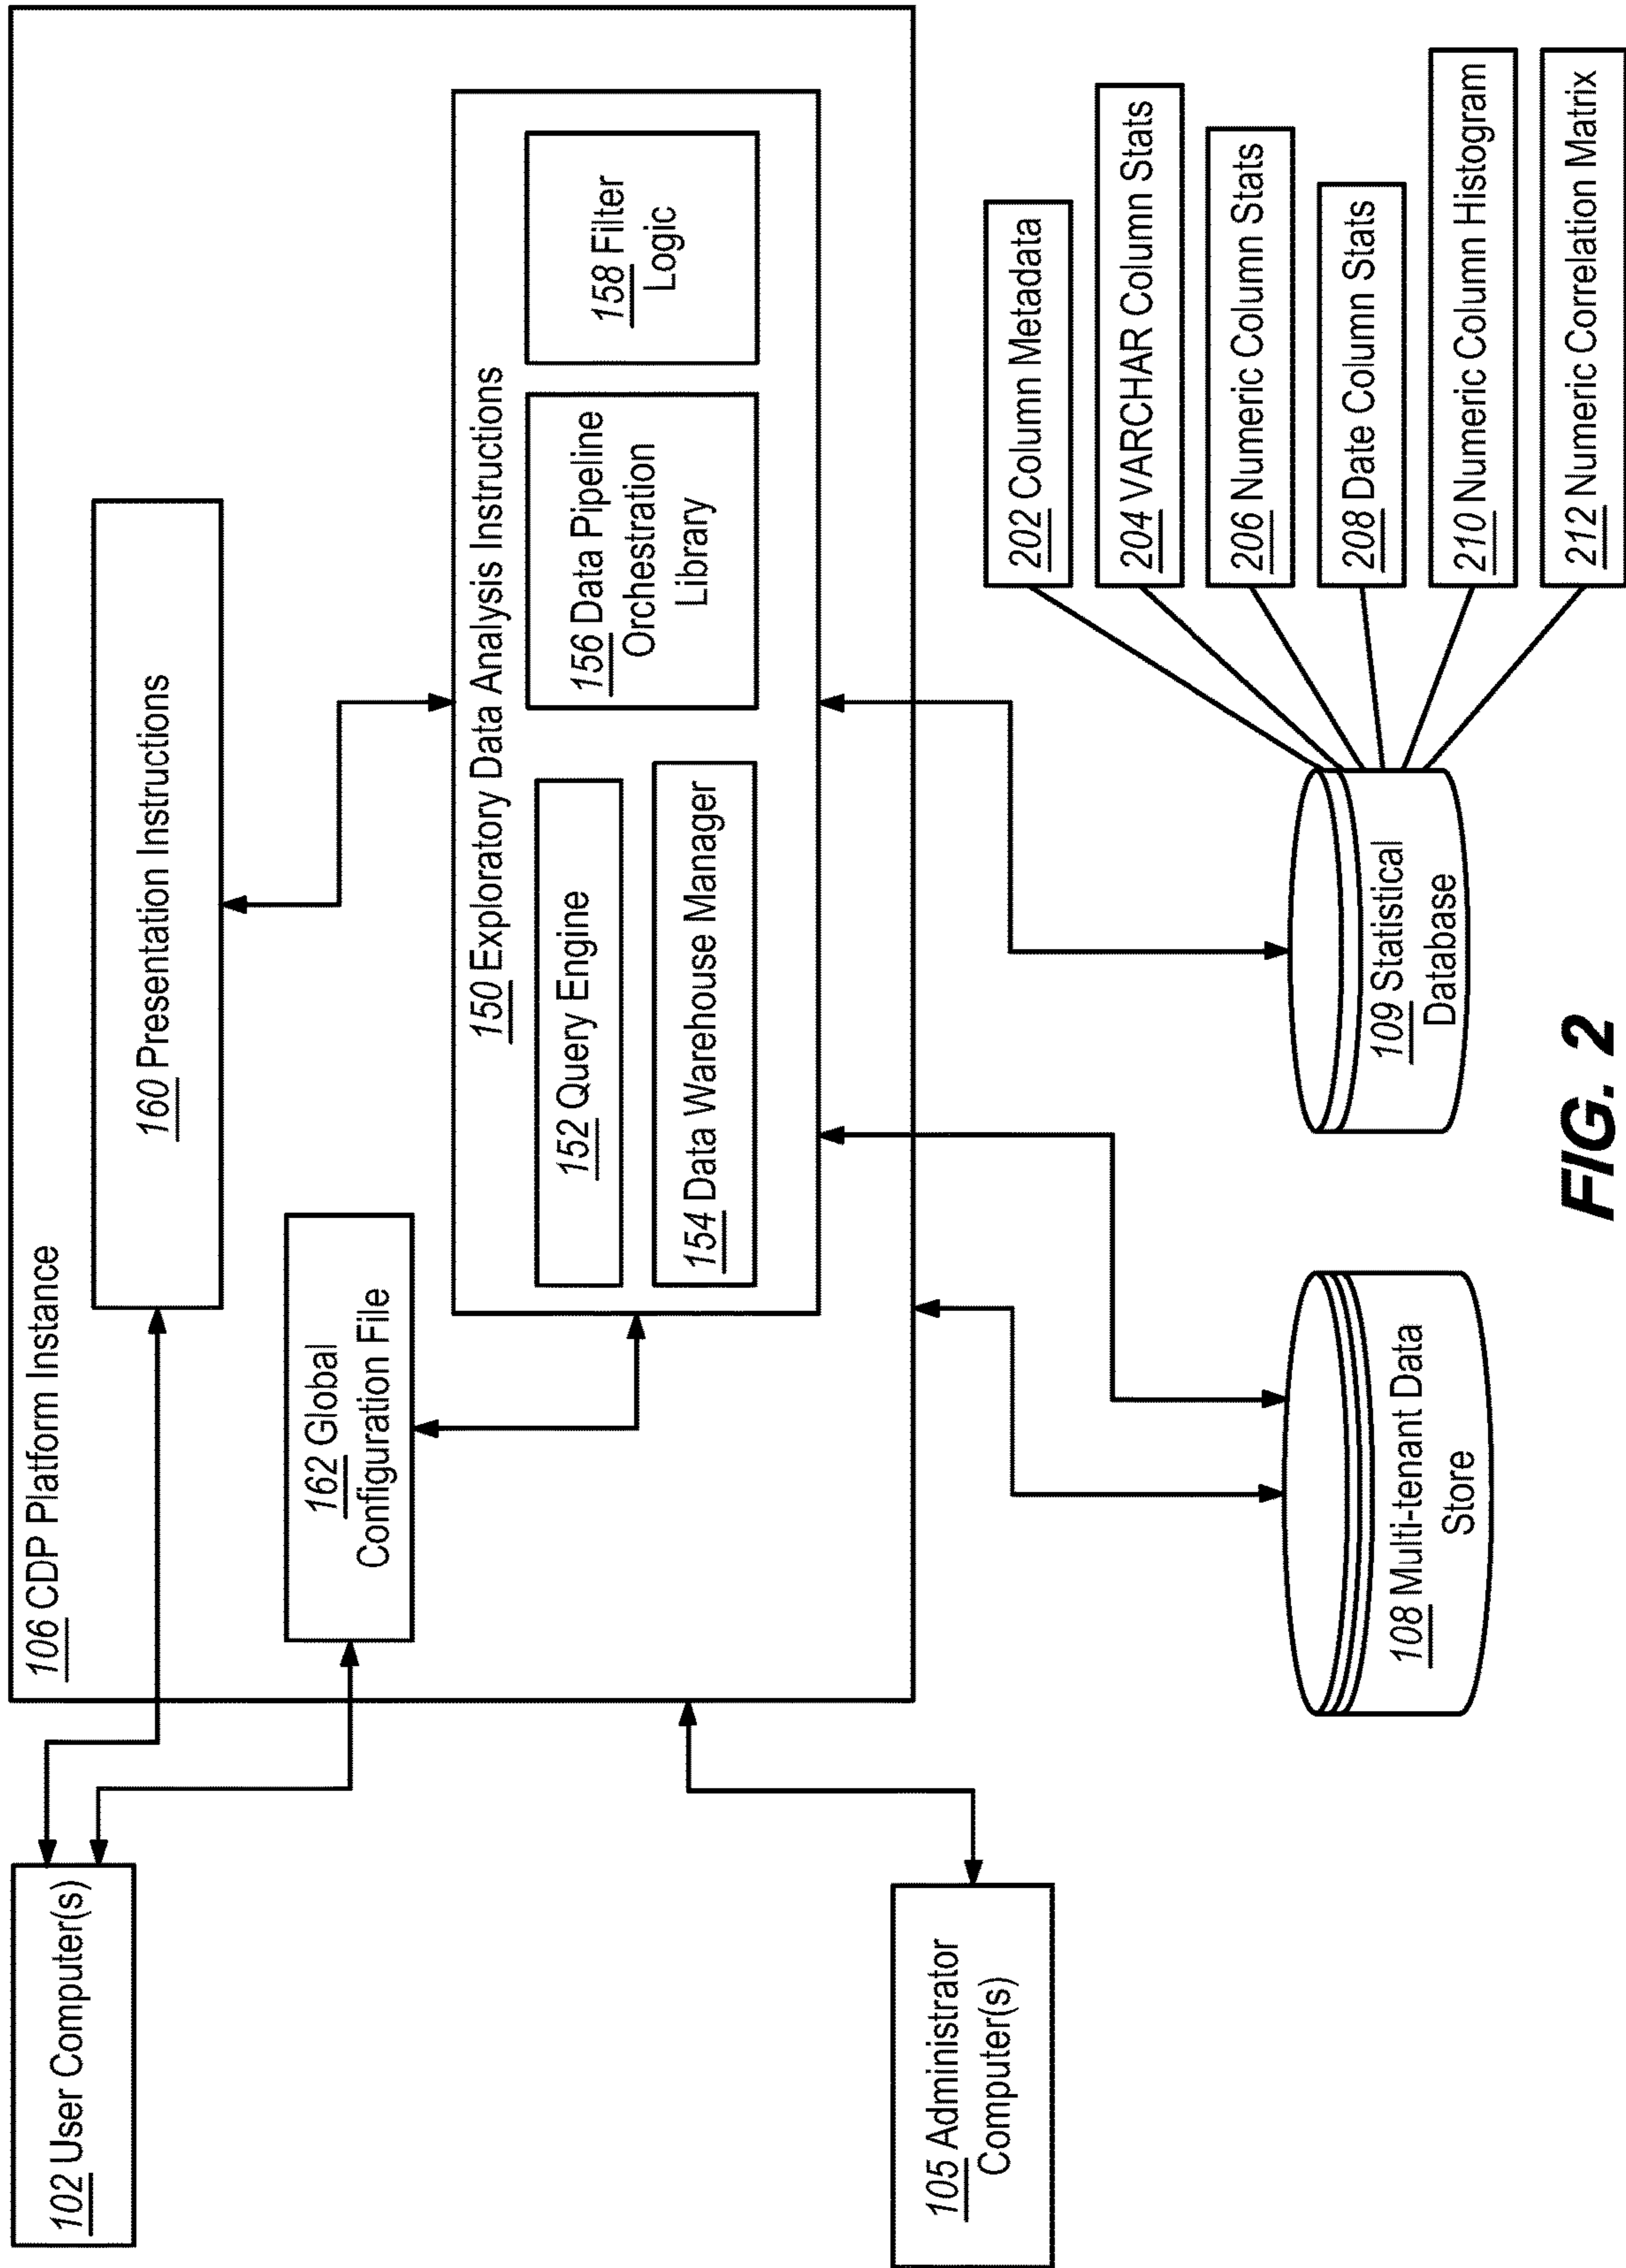 102 User Computer(s)
106 CDP Platform Instance
160 Presentation Instructions
162 Global
Configuration File
150 Exploratory Data Analysis Instructions
152 Query Engine
154 Data Warehouse Manager
156 Data Pipeline
Orchestration
Library
158 Filter
Logic
105 Administrator
Computer(s)
108 Multi-tenant Data
Store
109 Statistical
Database
202 Column Metadata
204 VARCHAR Column Stats
206 Numeric Column Stats
208 Date Column Stats
210 Numeric Column Histogram
212 Numeric Correlation Matrix
FIG. 2